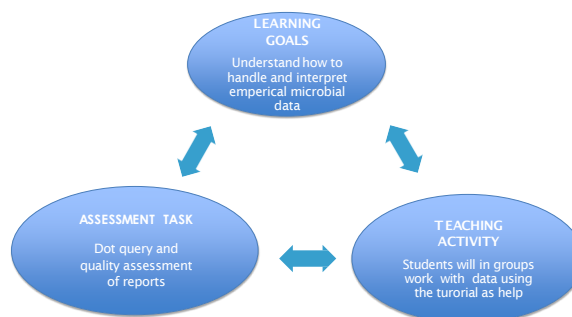 LEARNING
GOALS
Understand how to
handle and interpret
emperical microbial
data
ASSESSMENT TASK
Dot query and
quality assessment
of reports
TEACHING
ACTIVITY
Students will in groups
work with data using
the turorial as help